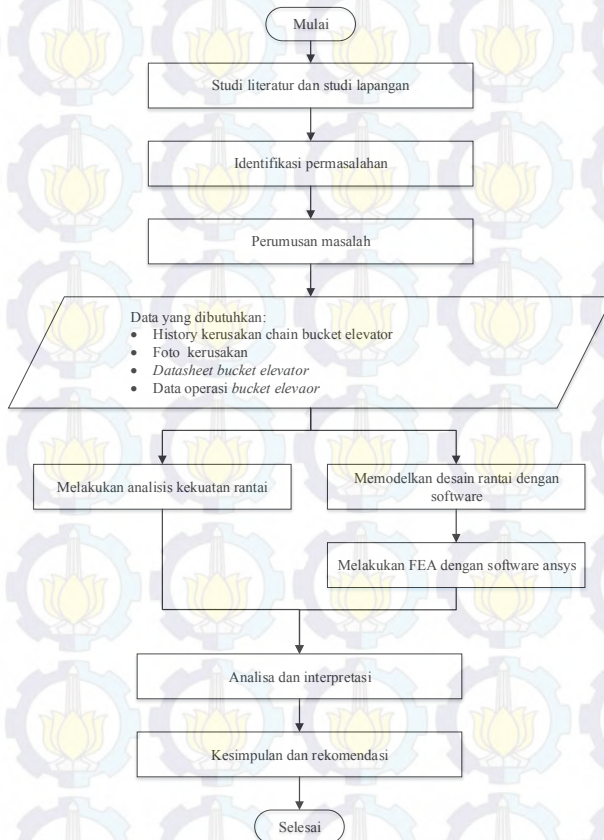 Mulai
Studi literatur dan studi lapangan
Identifikasi permasalahan
Perumusan masalah
Data yang dibutuhkan:
• History kerusakan chain bucket elevator
• Foto kerusakan
• Datasheet bucket elevator
• Data operasi bucket elevaor
Melakukan analisis kekuatan rantai
Memodelkan desain rantai dengan
software
Melakukan FEA dengan software ansys
Analisa dan interpretasi
Kesimpulan dan rekomendasi
Selesai